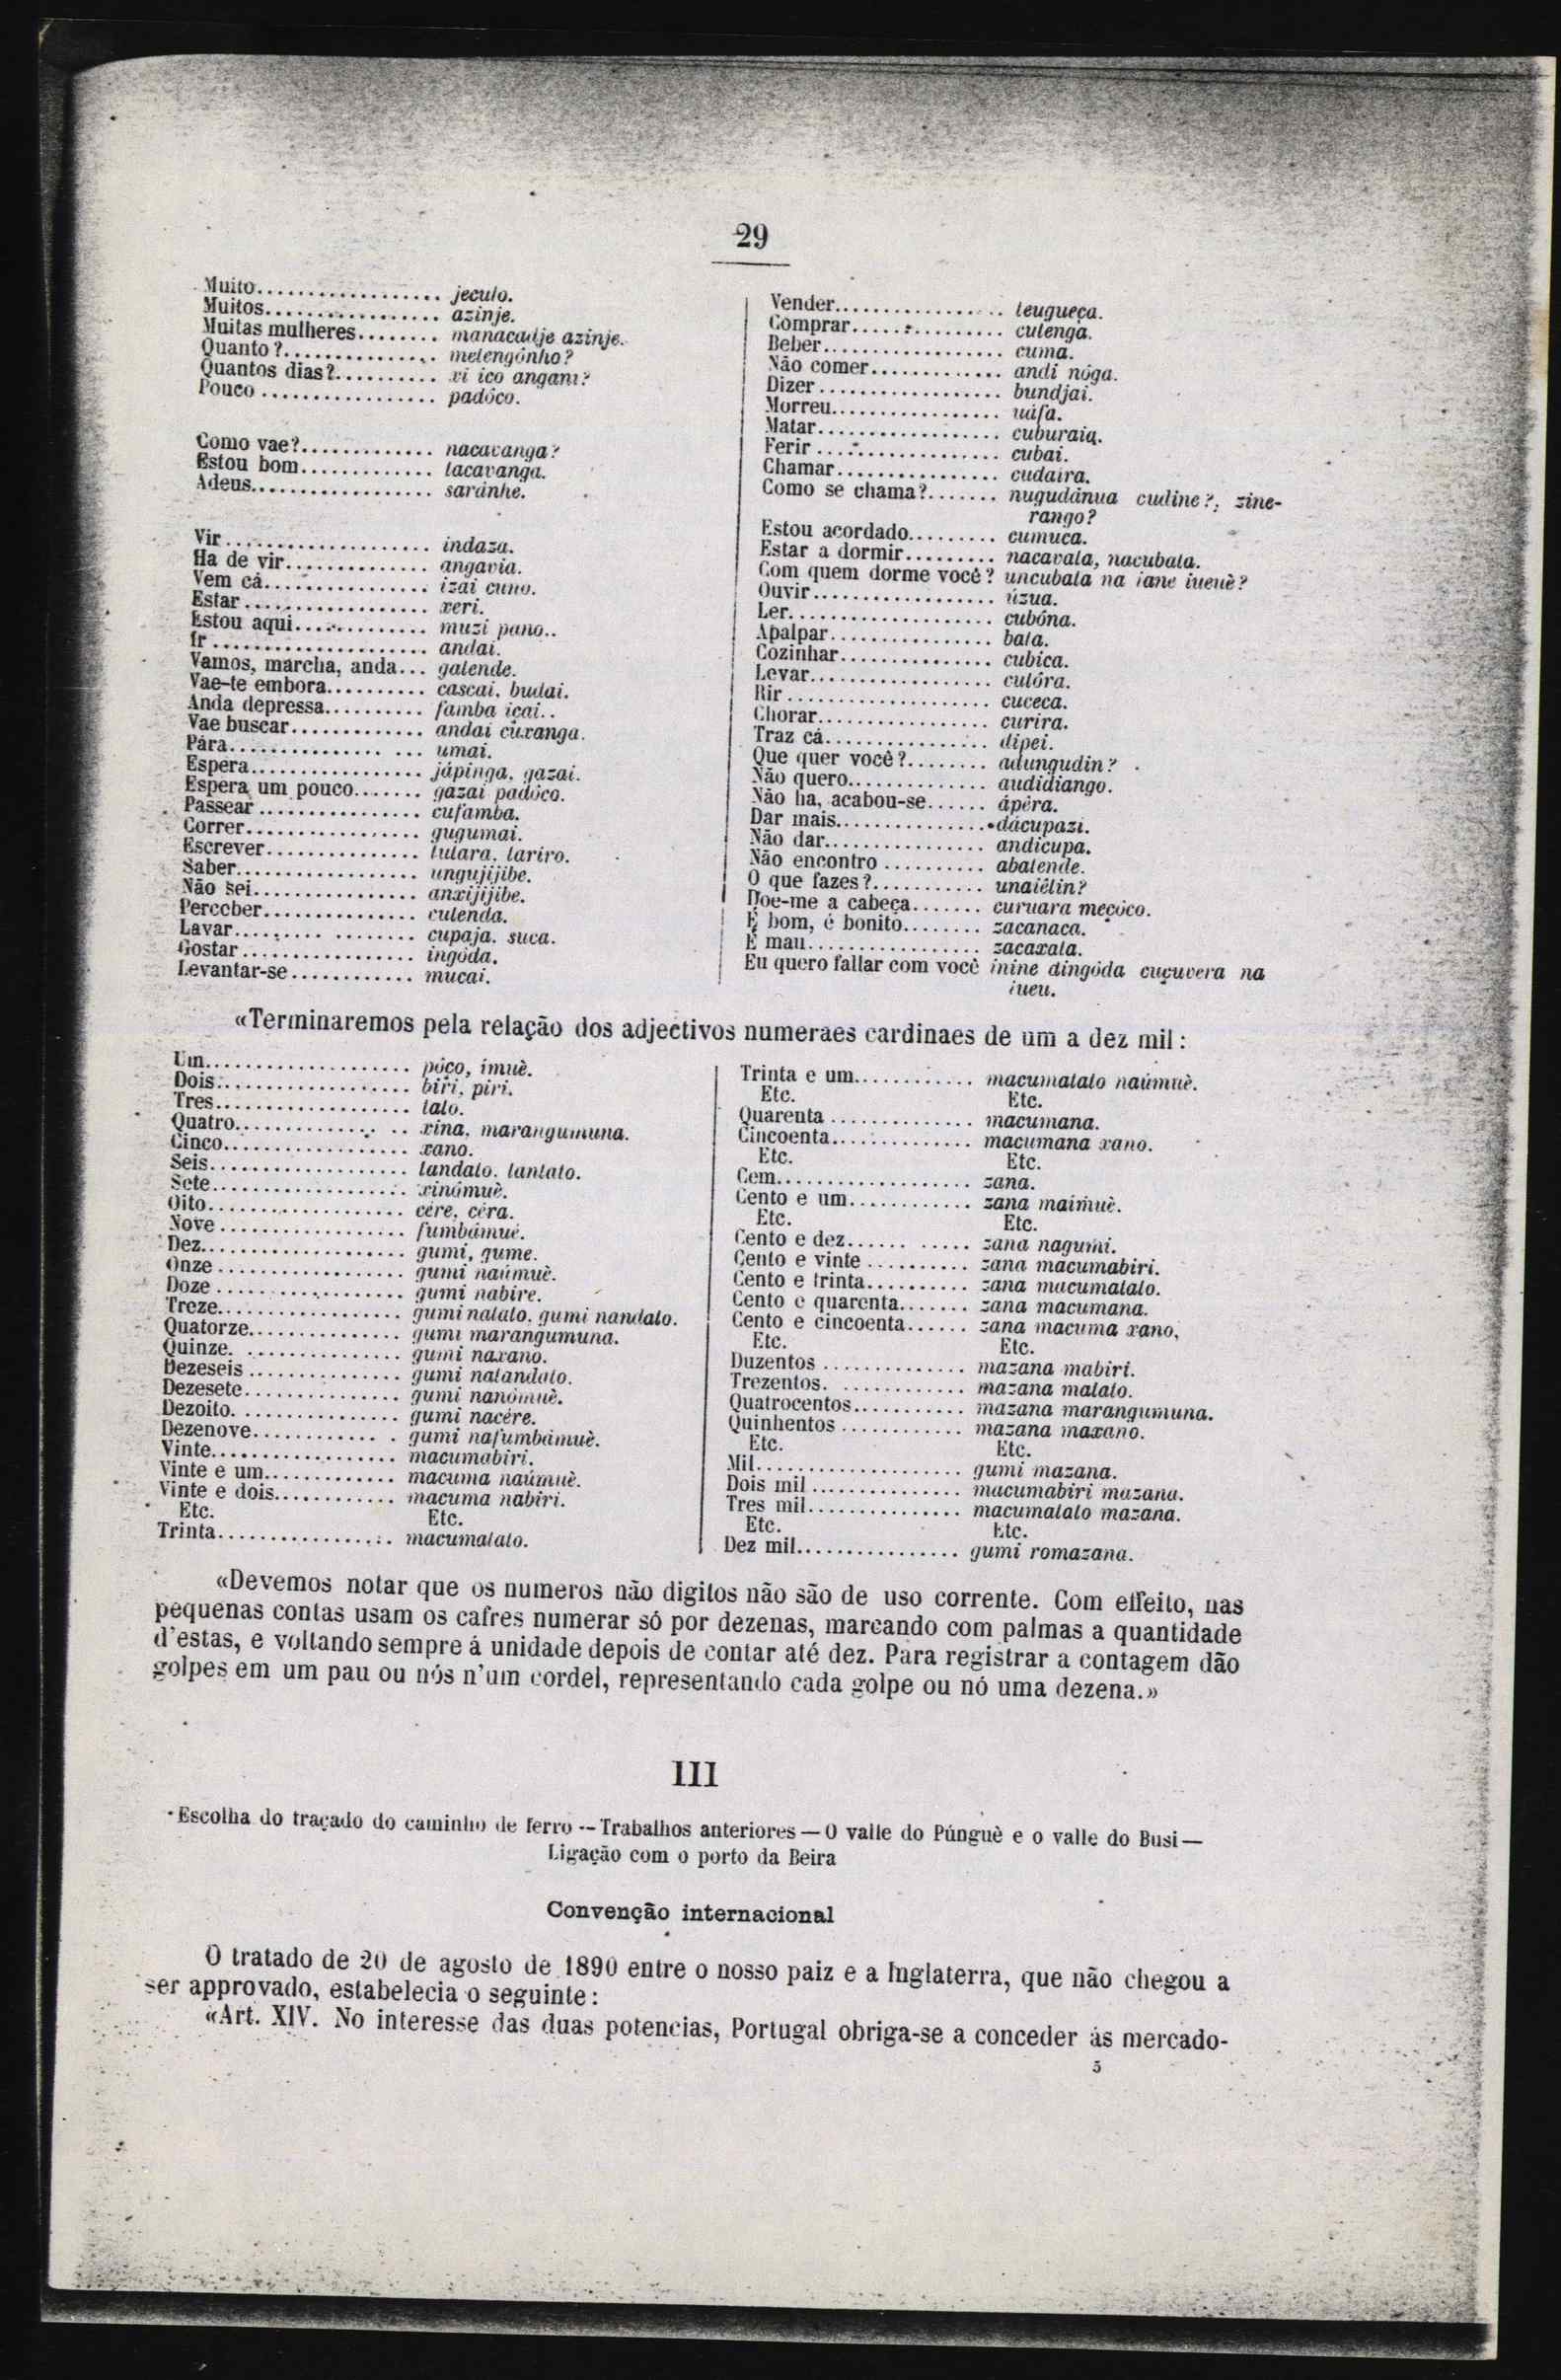 29
Muito.................. jeculo.
Muitos................. azinje.
Muitas mulheres........ manacadje azinje.
Quanto?............... melengônho?
Quantos dias?.......... xi ico angani?
Pouco................. padôco.
Como vae?............. nacavanga?
Estou bom............. lacavanga.
Adeus.................. saránhe.
Vir.................... indaza.
Ha de vir.............. angavia.
Vem cá................ izai cuno.
Estar.................. xeri.
Estou aqui............. muzi pano..
Ir..................... andai.
Vamos, marcha, anda... galende.
Vae-te embora.......... cascai, budai.
Anda depressa.......... famba içai..
Vae buscar............. andai cuxanga.
Pára................... umai.
Espera................. jápinga, gazai.
Espera um pouco....... gazai padôco.
Passear................ cufamba.
Correr................. gugumai.
Escrever............... lulara, lariro.
Saber.................. ungujijibe.
Não sei................ anxijijibe.
Perceber............... culenda.
Lavar.................. cupaja, suca.
Gostar................. ingóda.
Levantar-se............ mucai.
Vender................. leugueça.
Comprar............... culenga.
Beber.................. cuma.
Não comer............. andi nóga.
Dizer.................. bundjai.
Morreu................. uáfa.
Matar.................. cuburaia.
Ferir.................. cubai.
Chamar................ cudaira.
Como se chama?....... nugudánua cudine?; zine-
rango?
Estou acordado......... cumuca.
Estar a dormir......... nacavala, nacubala.
Com quem dorme você? uncubala na iane iueuè?
Ouvir.................. úzua.
Ler.................... cubóna.
Apalpar................ bata.
Cozinhar............... cubica.
Levar.................. culóra.
Rir.................... cuceca.
Chorar................. curira.
Traz cá................ dipei.
Que quer você?........ adungudin?
Não quero.............. audidiango.
Não ha, acabou-se...... ápêra.
Dar mais............... dácupazi.
Não dar................ andicupa.
Não encontro.......... abalende.
O que fazes?........... unaiélin?
Doe-me a cabeça....... curuara meçôco.
É bom, é bonito........ zacanaca.
É mau................. zacaxala.
Eu quero fallar com você inine dingóda cuçuvera na
iueu.
«Terminaremos pela relação dos adjectivos numeraes cardinaes de um a dez mil:
Um.................... pôço, imuè.
Dois................... biri, piri.
Tres................... lalo.
Quatro................. xina, marangumuna.
Cinco.................. xano.
Seis................... landalo, lanlalo.
Sete................... xinómuè.
Oito................... cére, céra.
Nove.................. fumbámuè.
Dez.................... gumi, gume.
Onze.................. gumi naúmuè.
Doze.................. gumi nabire.
Treze.................. gumi nalalo, gumi nandalo.
Quatorze............... gumi marangumuna.
Quinze................ gumi naxano.
Dezeseis............... gumi nalandalo.
Dezesete............... gumi nanómuè.
Dezoito................ gumi nacére.
Dezenove.............. gumi nafumbámuè.
Vinte.................. macumabiri.
Vinte e um............. macuma naúmuè.
Vinte e dois............ macuma nabiri.
Etc. Etc.
Trinta................. macumalalo.
Trinta e um............ macumalalo naúmuè.
Etc. Etc.
Quarenta.............. macumana.
Cincoenta.............. macumana xano.
Etc. Etc.
Cem................... zana.
Cento e um............ zana maimuè.
Etc. Etc.
Cento e dez............ zana nagumi.
Cento e vinte.......... zana macumabiri.
Cento e trinta.......... zana macumalalo.
Cento e quarenta....... zana macumana.
Cento e cincoenta...... zana macuma xano,
Etc. Etc.
Duzentos.............. mazana mabiri.
Trezentos.............. mazana malalo.
Quatrocentos........... mazana marangumuna.
Quinhentos............ mazana maxano.
Etc. Etc.
Mil.................... gumi mazana.
Dois mil............... macumabiri mazana.
Tres mil............... macumalalo mazana.
Etc. Etc.
Dez mil................ gumi romazana.
«Devemos notar que os numeros não digitos não são de uso corrente. Com effeito, nas
pequenas contas usam os cafres numerar só por dezenas, marcando com palmas a quantidade
d'estas, e voltando sempre á unidade depois de contar até dez. Para registrar a contagem dão
golpes em um pau ou nós n'um cordel, representando cada golpe ou nó uma dezena.»
III
Escolha do traçado do caminho de ferro — Trabalhos anteriores — O valle do Púnguè e o valle do Busi —
Ligação com o porto da Beira
Convenção internacional
O tratado de 20 de agosto de 1890 entre o nosso paiz e a Inglaterra, que não chegou a
ser approvado, estabelecia o seguinte:
«Art. XIV. No interesse das duas potencias, Portugal obriga-se a conceder ás mercado-
5